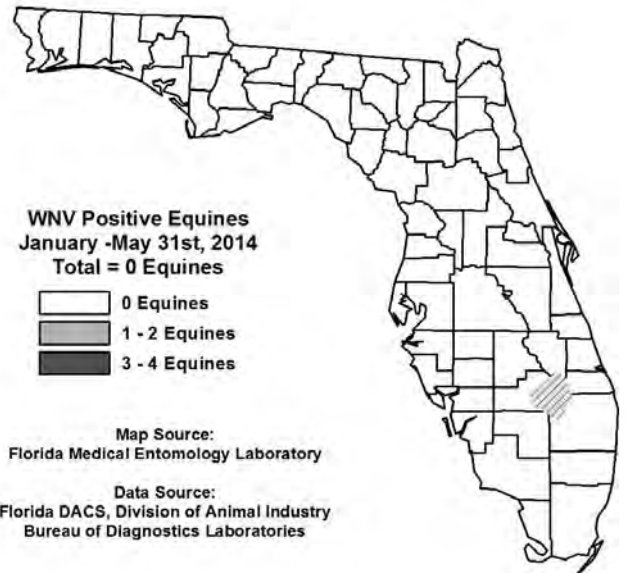 WNV Positive Equines
January -May 31st, 2014
Total = 0 Equines
0 Equines
1 - 2 Equines
3 - 4 Equines
Map Source:
Florida Medical Entomology Laboratory
Data Source:
Florida DACS, Division of Animal Industry
Bureau of Diagnostics Laboratories